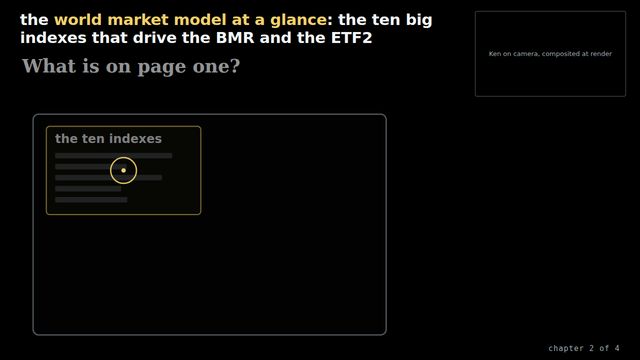 the world market model at a glance: the ten big
indexes that drive the BMR and the ETF2
What is on page one?
Ken on camera, composited at render
the ten indexes
chapter 2 of 4